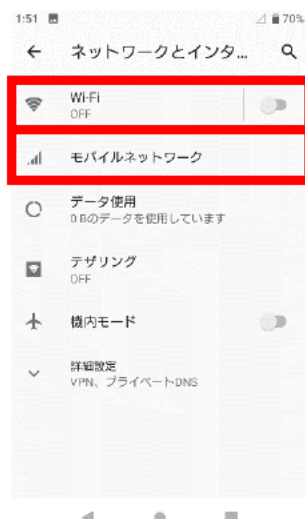 1:51
70%
ネットワークとインタ...
Wi-Fi
OFF
モバイルネットワーク
データ使用
0 Bのデータを使用しています
テザリング
OFF
機内モード
詳細設定
VPN、プライベートDNS